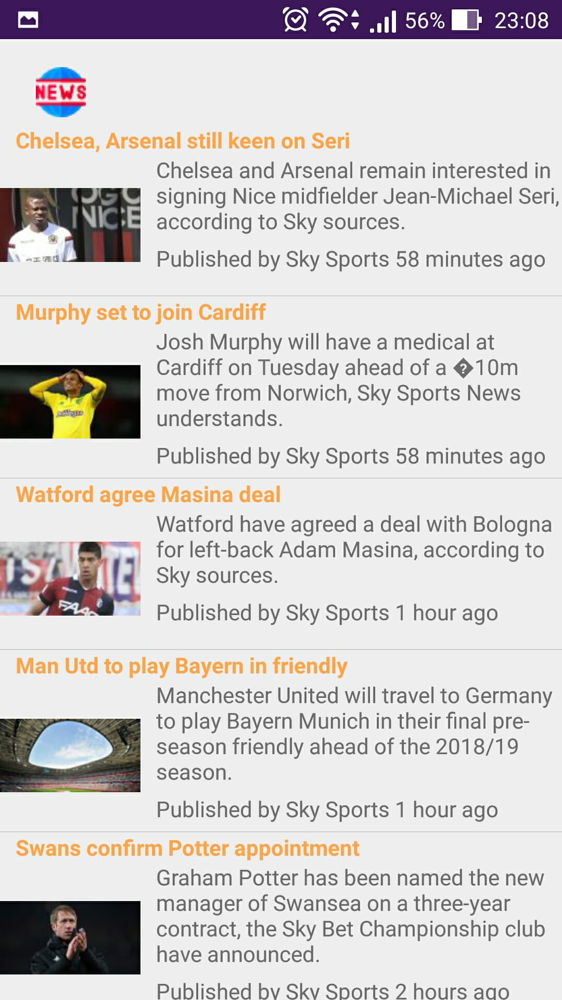 56% 23:08
NEWS
Chelsea, Arsenal still keen on Seri
Chelsea and Arsenal remain interested in
signing Nice midfielder Jean-Michael Seri,
according to Sky sources.
OGC
NICE
Published by Sky Sports 58 minutes ago
Murphy set to join Cardiff
Josh Murphy will have a medical at
Cardiff on Tuesday ahead of a �10m
move from Norwich, Sky Sports News
understands.
Published by Sky Sports 58 minutes ago
Watford agree Masina deal
Watford have agreed a deal with Bologna
for left-back Adam Masina, according to
Sky sources.
FAAC
Published by Sky Sports 1 hour ago
Man Utd to play Bayern in friendly
Manchester United will travel to Germany
to play Bayern Munich in their final pre-
season friendly ahead of the 2018/19
season.
Published by Sky Sports 1 hour ago
Swans confirm Potter appointment
Graham Potter has been named the new
manager of Swansea on a three-year
contract, the Sky Bet Championship club
have announced.
Published by Sky Sports 2 hours ago